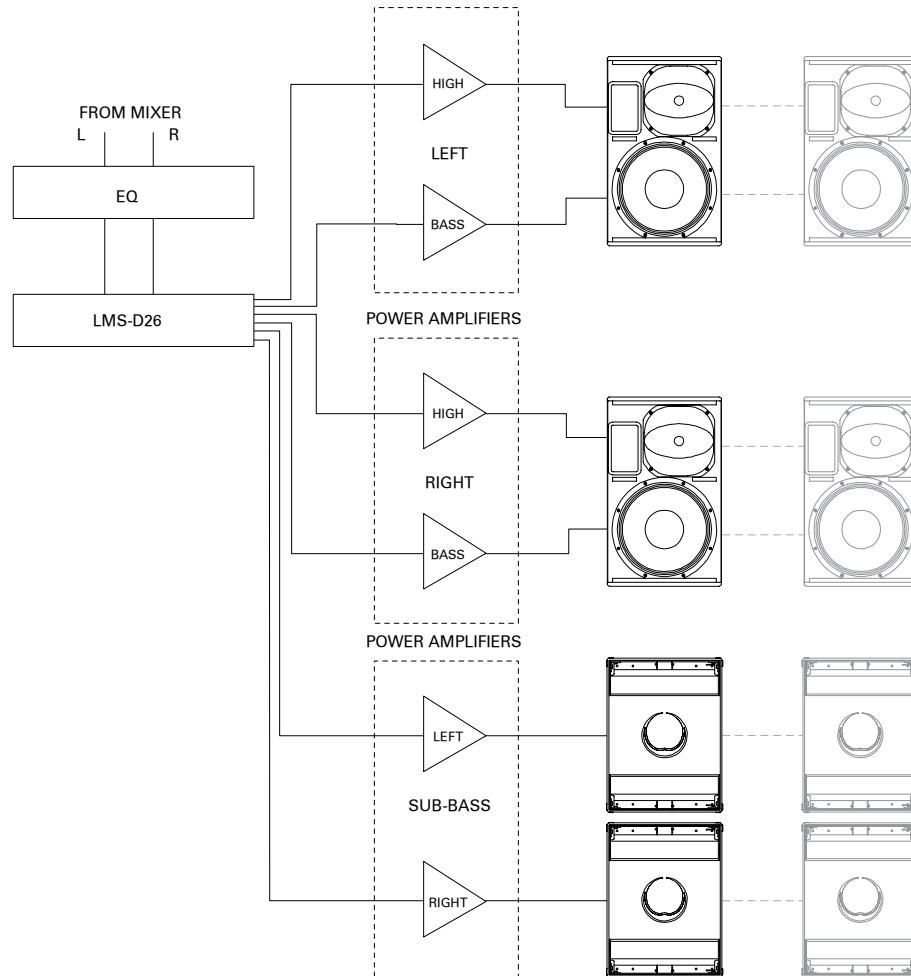 FROM MIXER
L R
EQ
LMS-D26
HIGH
LEFT
BASS
POWER AMPLIFIERS
HIGH
RIGHT
BASS
POWER AMPLIFIERS
LEFT
SUB-BASS
RIGHT